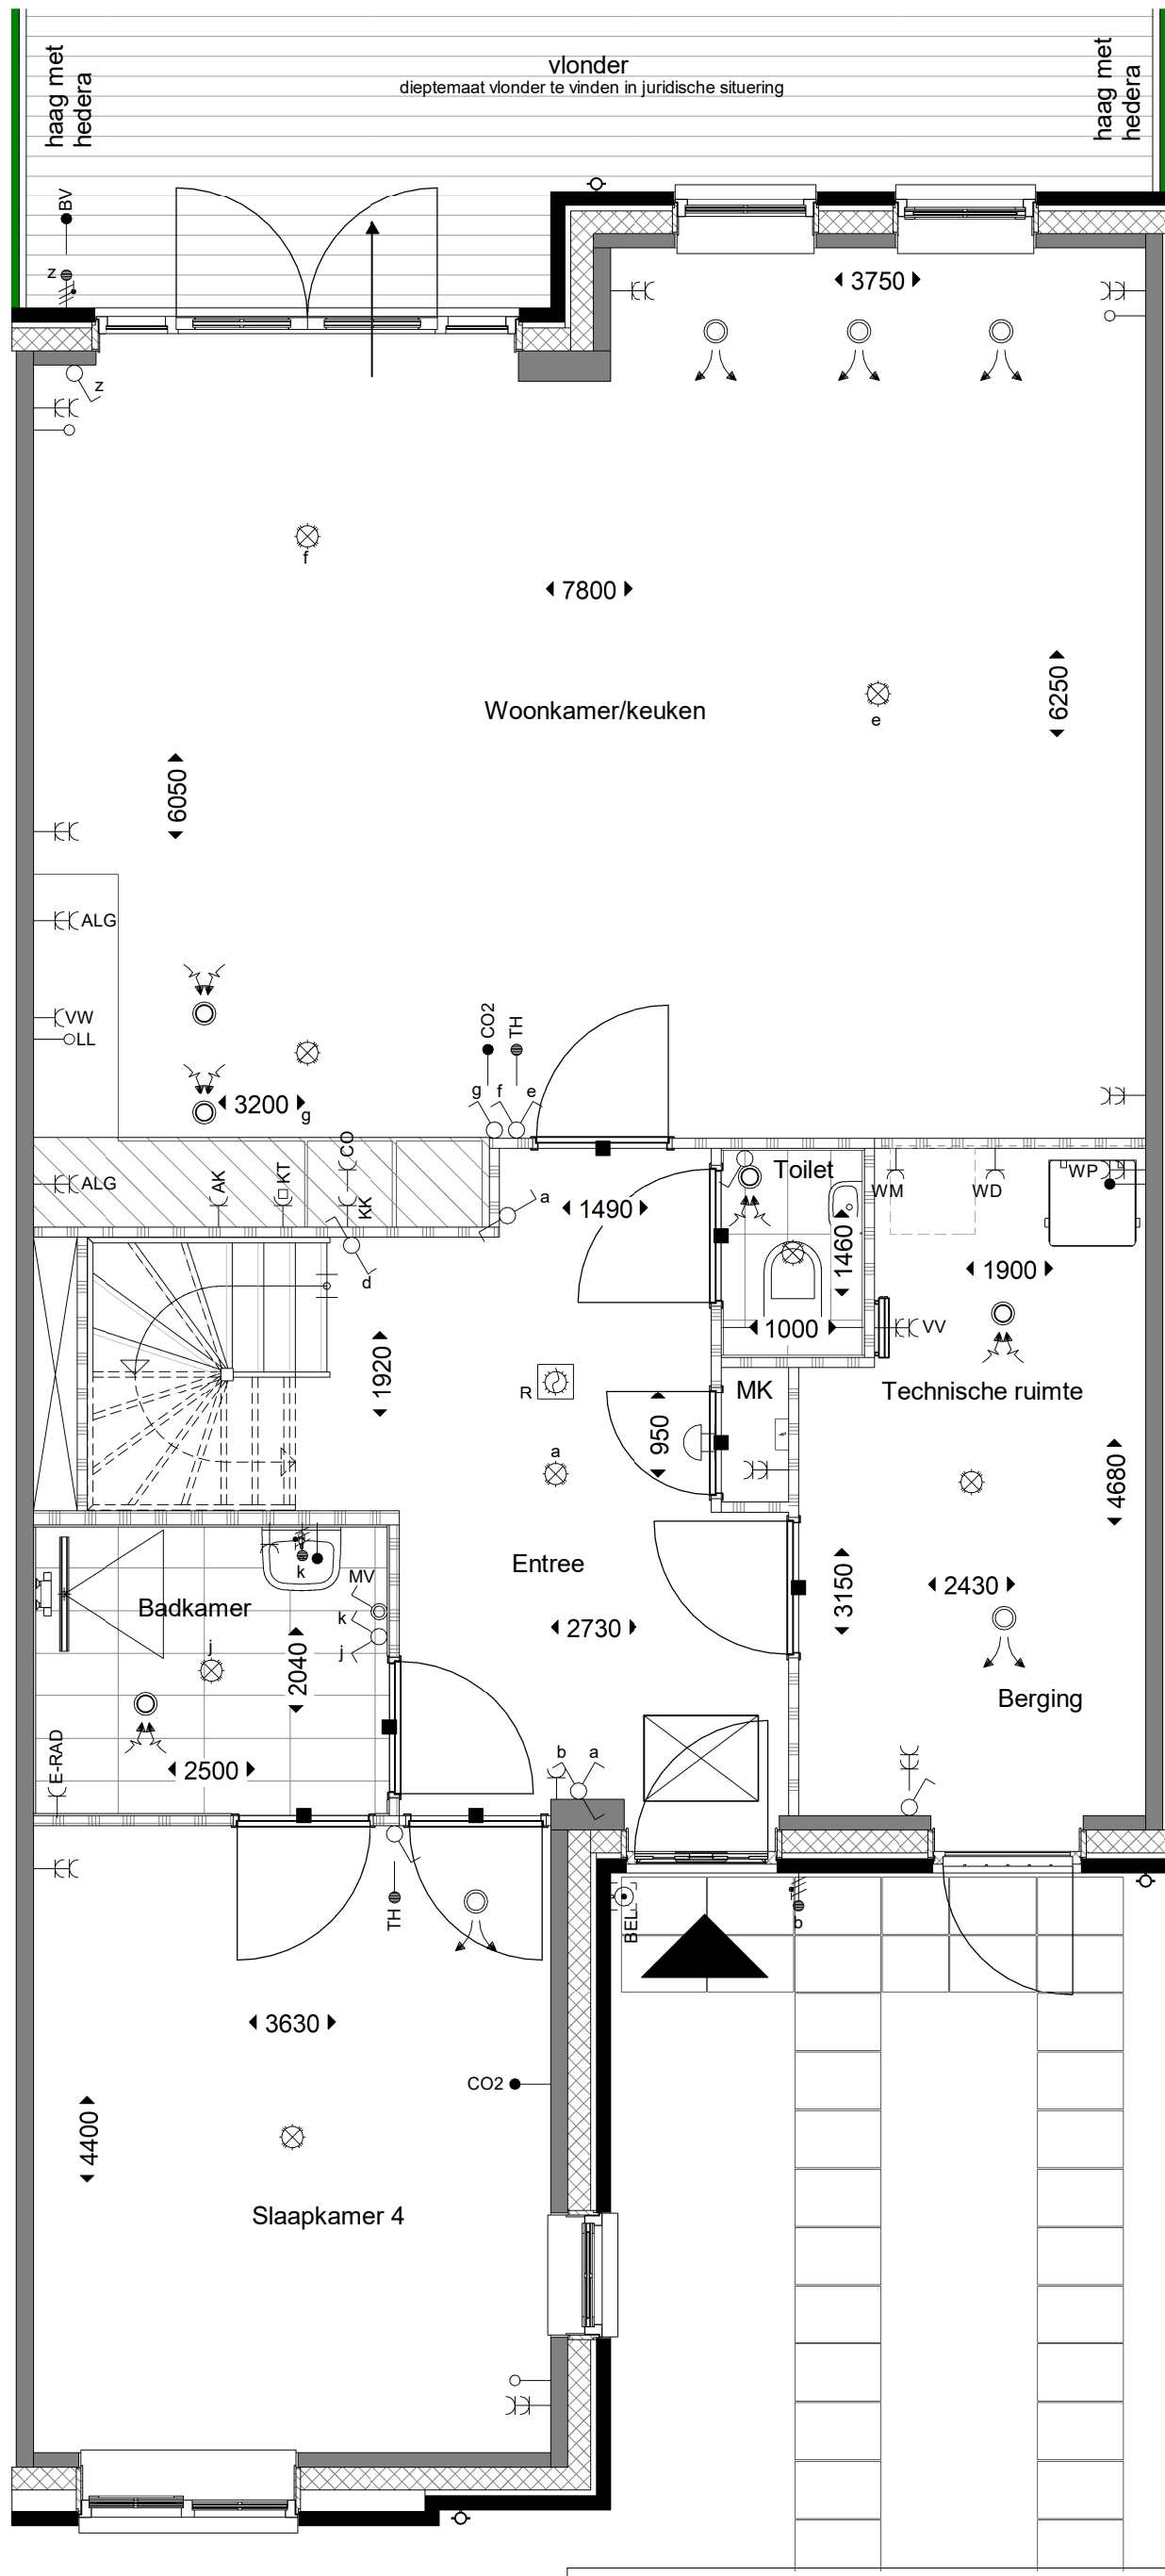 haag met
hedera
vlonder
dieptemaat vlonder te vinden in juridische situering
haag met
hedera
BV
z
3750
z
f
7800
Woonkamer/keuken
6250
e
6050
ALG
VW
LL
CO2
TH
3200
g
g
f
e
ALG
AK
KT
CO
KK
a
1490
Toilet
WM
WD
WP
d
1460
1900
1000
VV
1920
R
MK
Technische ruimte
950
a
4680
Entree
k
MV
3150
2430
Badkamer
k
2730
j
j
2040
Berging
E-RAD
2500
b
a
TH
BEL
b
3630
CO2
4400
Slaapkamer 4